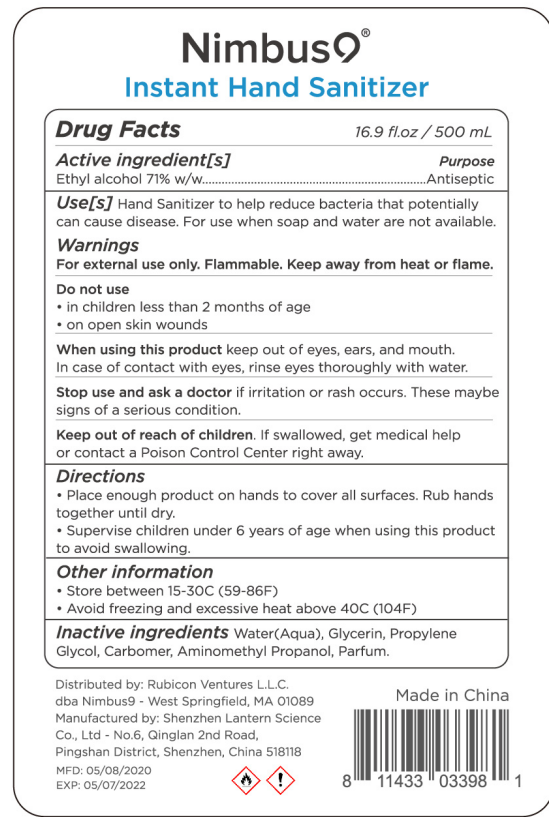 Nimbus9®
Instant Hand Sanitizer
Drug Facts 16.9 fl.oz / 500 mL
Active ingredient[s] Purpose
Ethyl alcohol 71% w/w......................................................................Antiseptic
Use[s] Hand Sanitizer to help reduce bacteria that potentially
can cause disease. For use when soap and water are not available.
Warnings
For external use only. Flammable. Keep away from heat or flame.
Do not use
• in children less than 2 months of age
• on open skin wounds
When using this product keep out of eyes, ears, and mouth.
In case of contact with eyes, rinse eyes thoroughly with water.
Stop use and ask a doctor if irritation or rash occurs. These maybe
signs of a serious condition.
Keep out of reach of children. If swallowed, get medical help
or contact a Poison Control Center right away.
Directions
• Place enough product on hands to cover all surfaces. Rub hands
together until dry.
• Supervise children under 6 years of age when using this product
to avoid swallowing.
Other information
• Store between 15-30C (59-86F)
• Avoid freezing and excessive heat above 40C (104F)
Inactive ingredients Water(Aqua), Glycerin, Propylene
Glycol, Carbomer, Aminomethyl Propanol, Parfum.
Distributed by: Rubicon Ventures L.L.C.
dba Nimbus9 - West Springfield, MA 01089
Manufactured by: Shenzhen Lantern Science
Co., Ltd - No.6, Qinglan 2nd Road,
Pingshan District, Shenzhen, China 518118
MFD: 05/08/2020
EXP: 05/07/2022
Made in China
8 11433 03398 1